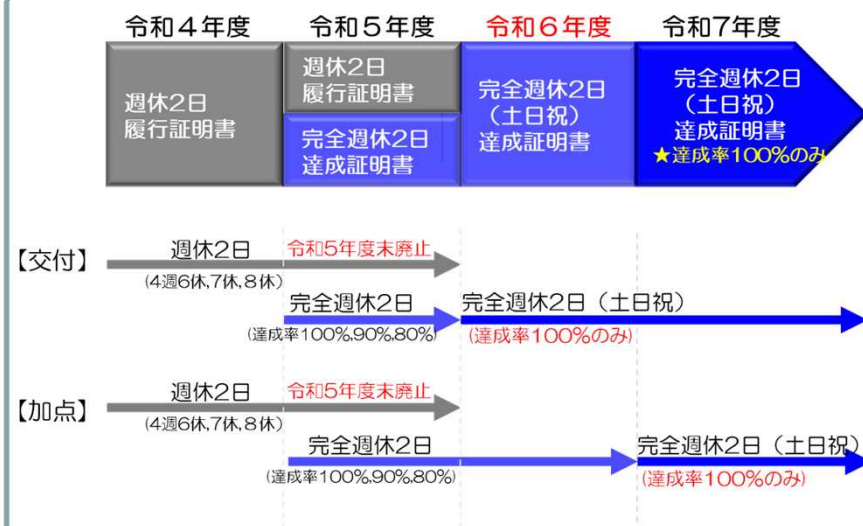 令和4年度 令和5年度 令和6年度 令和7年度
週休2日
履行証明書
週休2日
履行証明書
完全週休2日
達成証明書
完全週休2日
（土日祝）
達成証明書
完全週休2日
（土日祝）
達成証明書
★達成率100%のみ
【交付】
週休2日
令和5年度末廃止
(4週6休,7休,8休)
完全週休2日
(達成率100%,90%,80%)
完全週休2日（土日祝）
(達成率100%のみ)
【加点】
週休2日
令和5年度末廃止
(4週6休,7休,8休)
完全週休2日
(達成率100%,90%,80%)
完全週休2日（土日祝）
(達成率100%のみ)